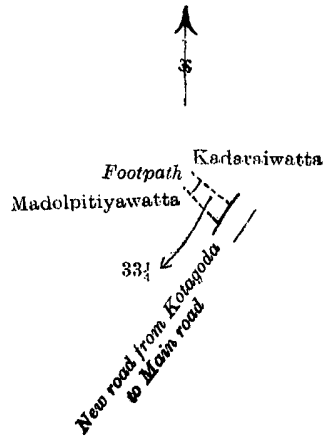 Kadaraiwatta
Footpath
Madolpitiyawatta
33¼
New road from Kotagoda
to Main road